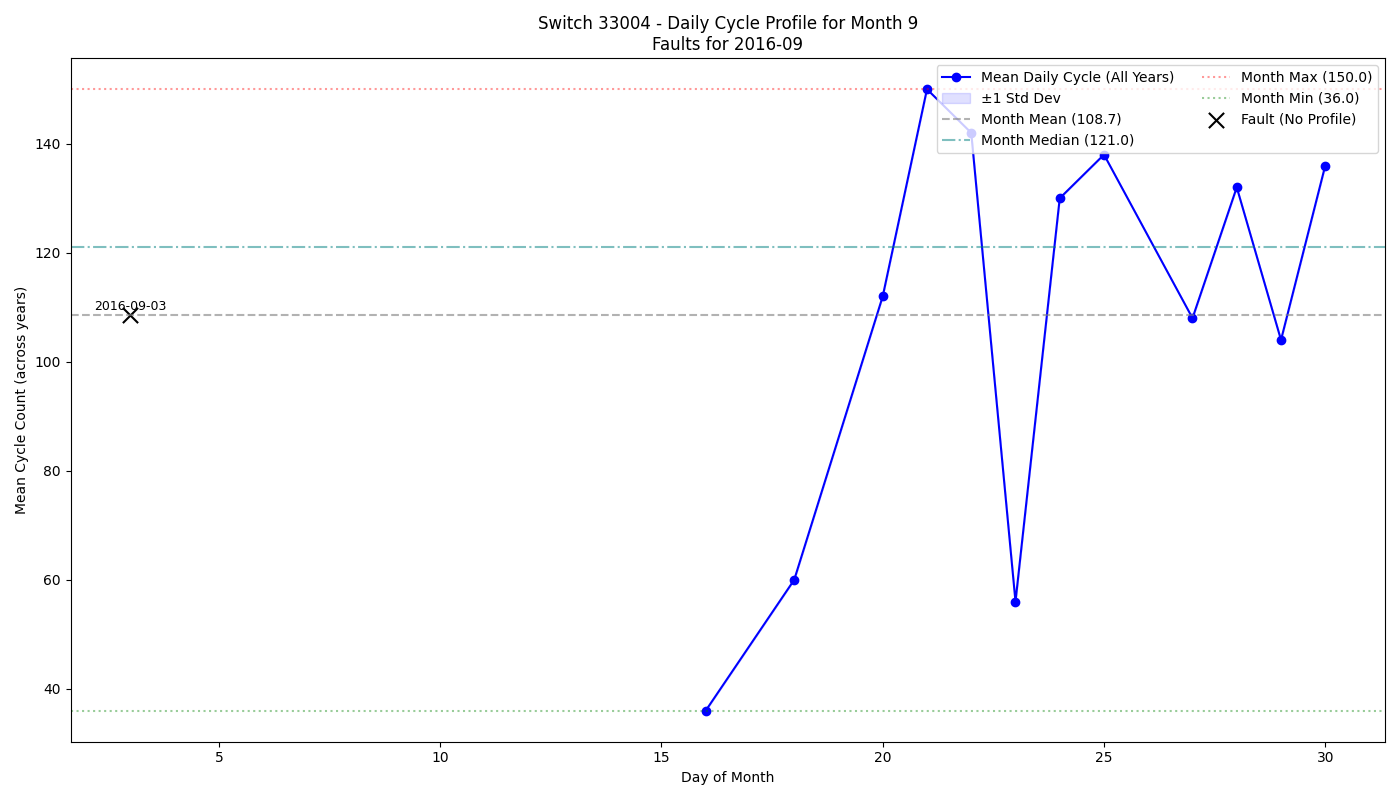 Switch 33004 - Daily Cycle Profile for Month 9
Faults for 2016-09
Mean Daily Cycle (All Years)
±1 Std Dev
Month Mean (108.7)
Month Median (121.0)
Month Max (150.0)
Month Min (36.0)
Fault (No Profile)
140
120
100
80
60
40
Mean Cycle Count (across years)
2016-09-03
5
10
15
20
25
30
Day of Month